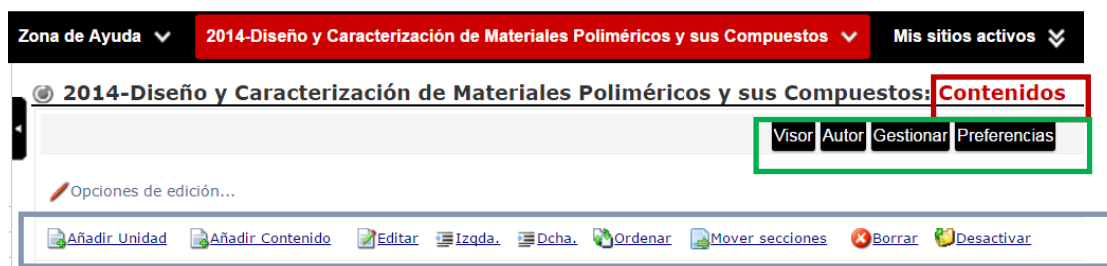 Zona de Ayuda 2014-Diseño y Caracterización de Materiales Poliméricos y sus Compuestos Mis sitios activos
2014-Diseño y Caracterización de Materiales Poliméricos y sus Compuestos: Contenidos
Visor Autor Gestionar Preferencias
Opciones de edición...
Añadir Unidad Añadir Contenido Editar Izqda. Dcha. Ordenar Mover secciones Borrar Desactivar